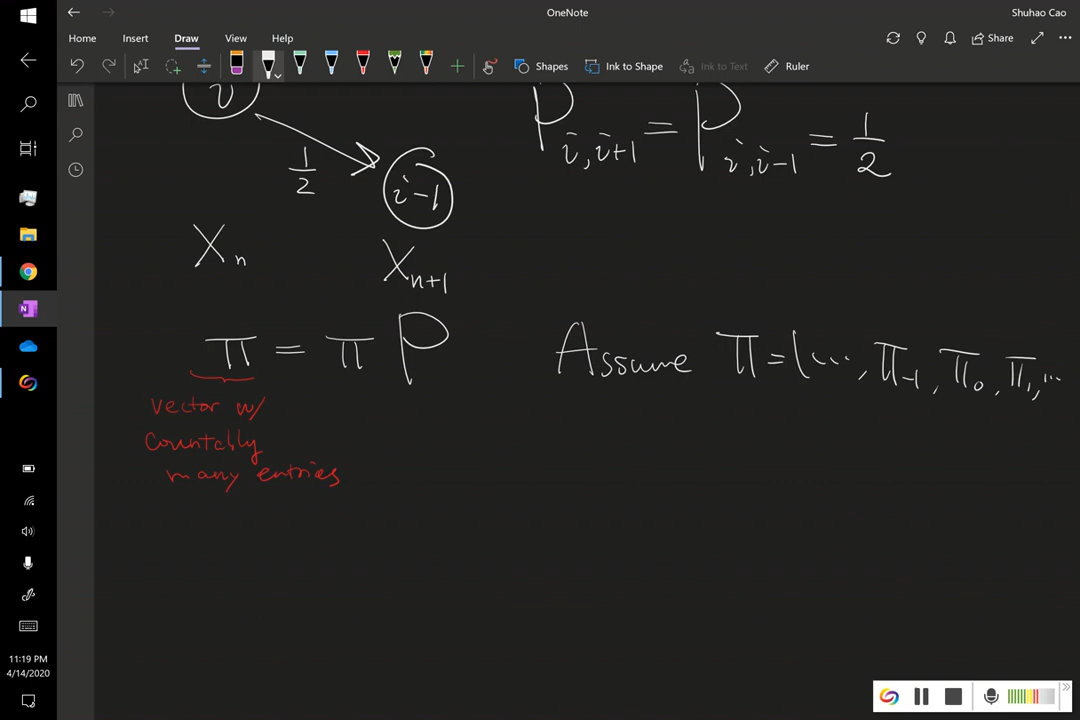 OneNote
Shuhao Cao
Home Insert Draw View Help
Share
Shapes Ink to Shape Ink to Text Ruler
i
1/2
i-1
P_{i,i+1} = P_{i,i-1} = 1/2
X_n X_{n+1}
π = π P
Assume π = (..., π_{-1}, π_0, π_1, ...
vector w/
countably
many entries
11:19 PM
4/14/2020